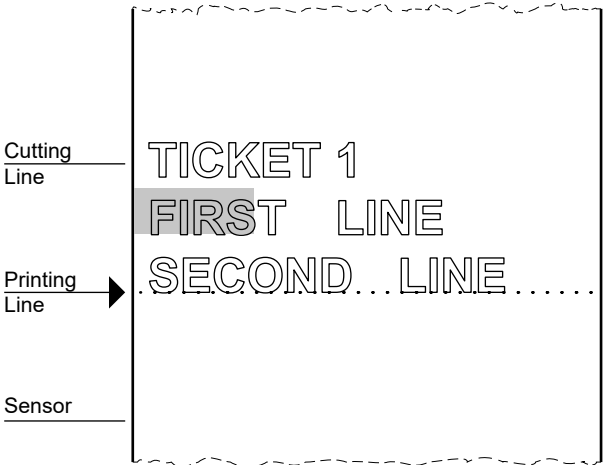 Cutting
Line
TICKET 1
FIRST LINE
Printing
Line
SECOND LINE
Sensor